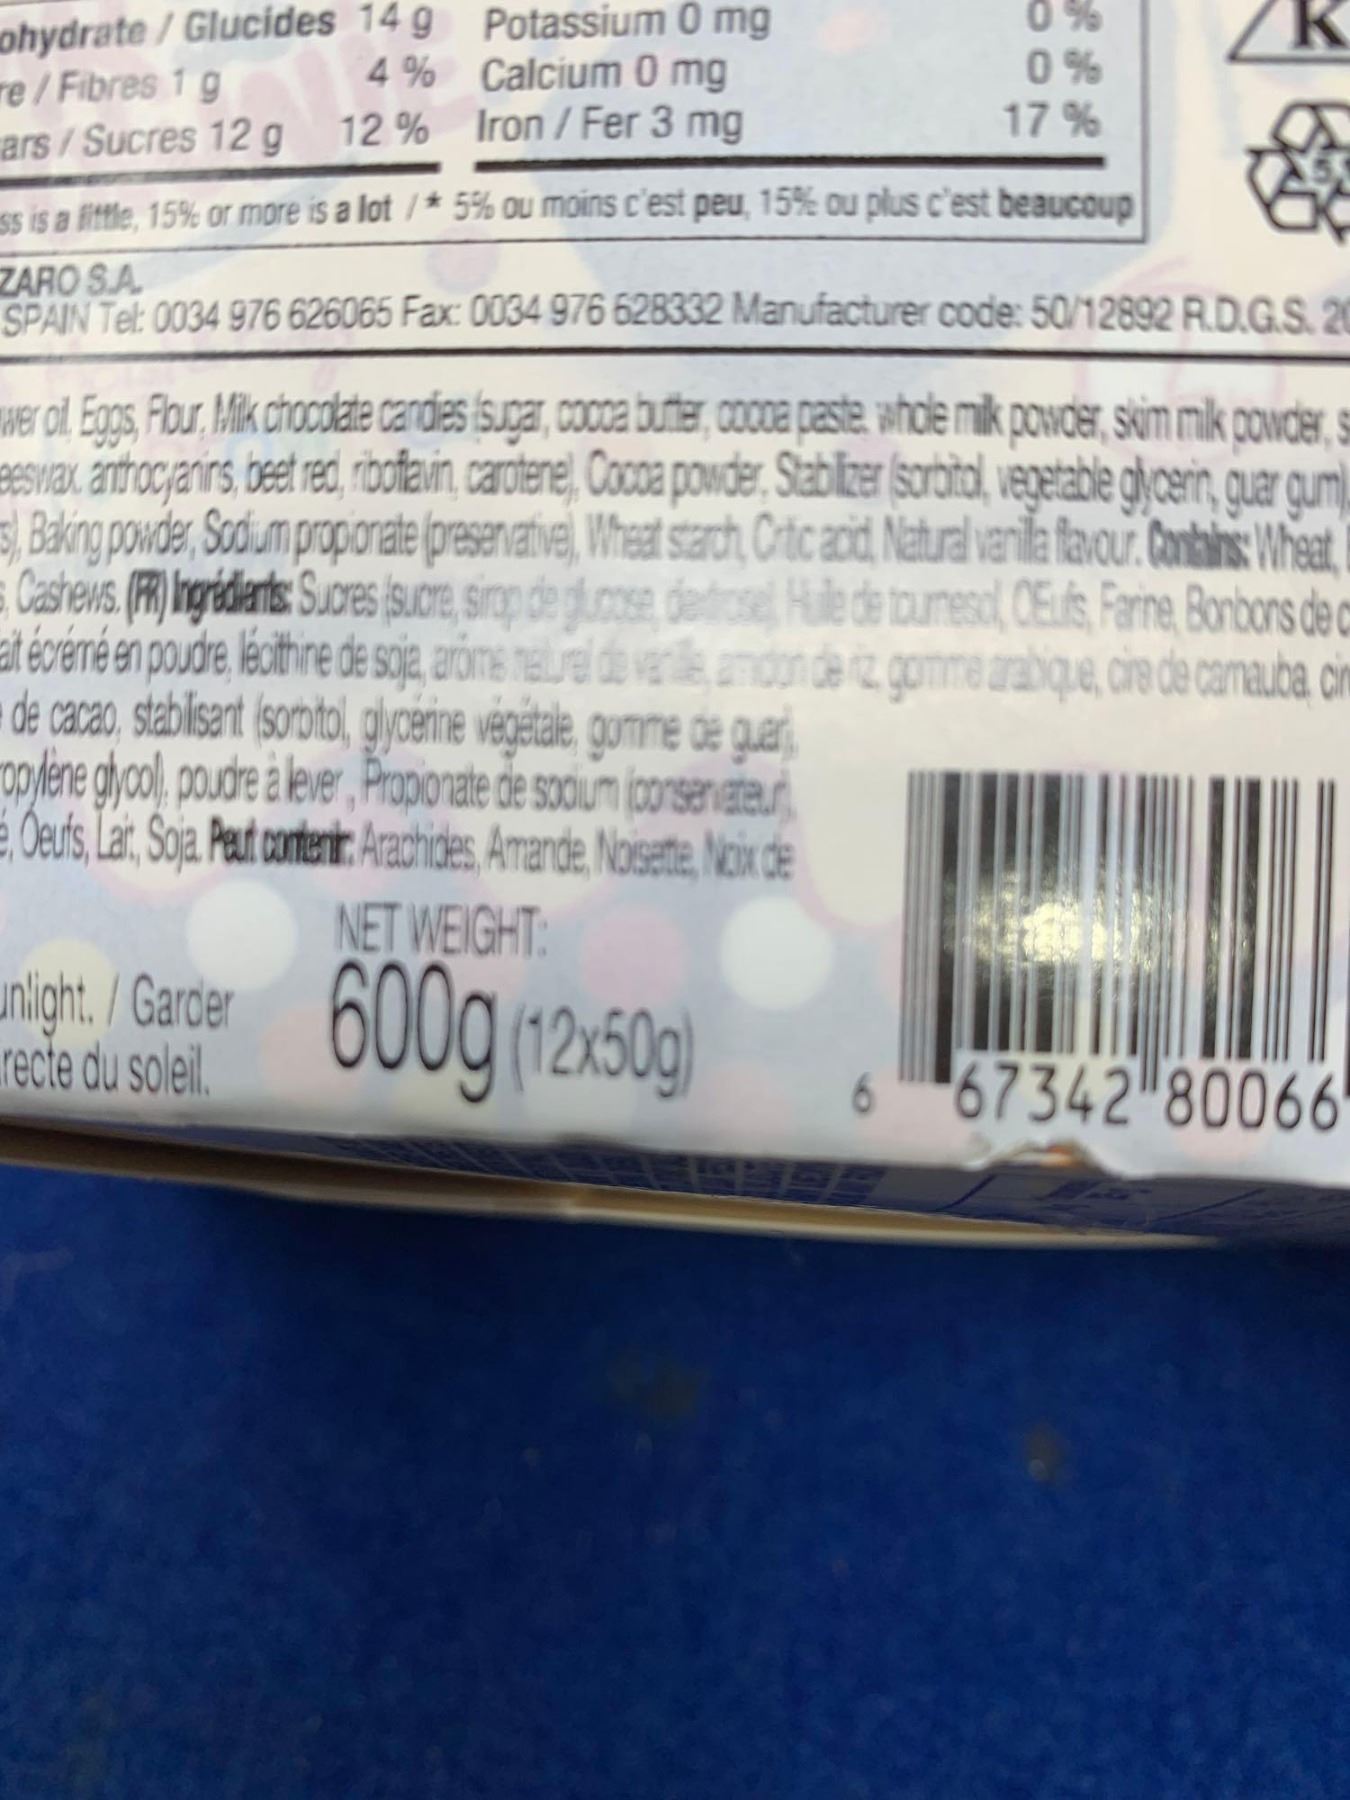 ohydrate / Glucides 14 g Potassium 0 mg 0 %
re / Fibres 1 g 4 % Calcium 0 mg 0 %
ars / Sucres 12 g 12 % Iron / Fer 3 mg 17 %
K
ss is a little, 15% or more is a lot / * 5% ou moins c'est peu, 15% ou plus c'est beaucoup
ZARO S.A.
SPAIN Tel: 0034 976 626065 Fax: 0034 976 628332 Manufacturer code: 50/12892 R.D.G.S. 20
wer oil, Eggs, Flour, Milk chocolate candies (sugar, cocoa butter, cocoa paste, whole milk powder, skim milk powder, s
eeswax, anthocyanins, beet red, riboflavin, carotene), Cocoa powder, Stabilizer (sorbitol, vegetable glycerin, guar gum),
s), Baking powder, Sodium propionate (preservative), Wheat starch, Critic acid, Natural vanilla flavour. Contains: Wheat,
s, Cashews. (FR) Ingrédients: Sucres (sucre, sirop de glucose, dextrose), Huile de tournesol, OEufs, Farine, Bonbons de c
ait écrémé en poudre, lécithine de soja, arôme naturel de vanille, amidon de riz, gomme arabique, cire de carnauba, cir
de cacao, stabilisant (sorbitol, glycérine végétale, gomme de guar),
ropylène glycol), poudre à lever, Propionate de sodium (conservateur),
é, Oeufs, Lait, Soja. Peut contenir: Arachides, Amande, Noisette, Noix de
NET WEIGHT:
unlight. / Garder 600g (12x50g)
recte du soleil.
6 67342 80066